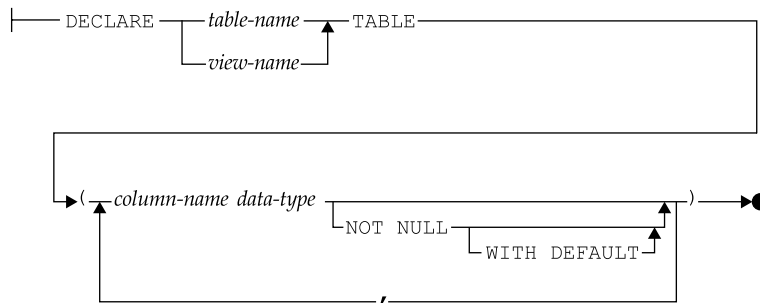 DECLARE table-name TABLE
view-name
( column-name data-type )
NOT NULL
WITH DEFAULT
,